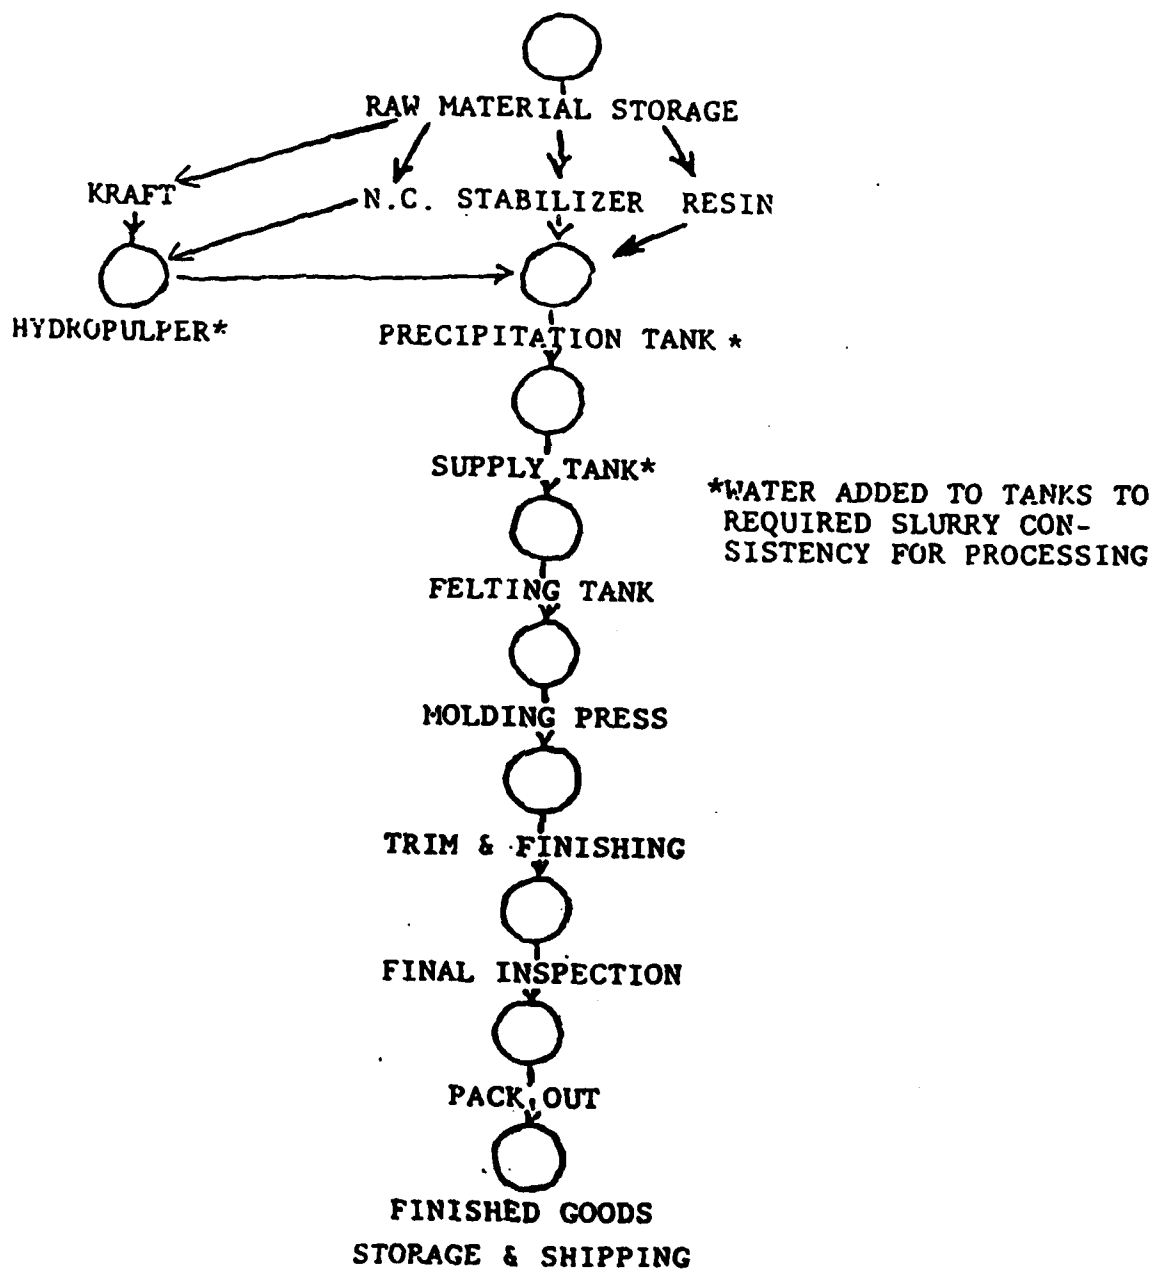 RAW MATERIAL STORAGE
KRAFT
N.C. STABILIZER RESIN
HYDROPULPER*
PRECIPITATION TANK *
SUPPLY TANK*
*WATER ADDED TO TANKS TO
REQUIRED SLURRY CON-
SISTENCY FOR PROCESSING
FELTING TANK
MOLDING PRESS
TRIM & FINISHING
FINAL INSPECTION
PACK OUT
FINISHED GOODS
STORAGE & SHIPPING